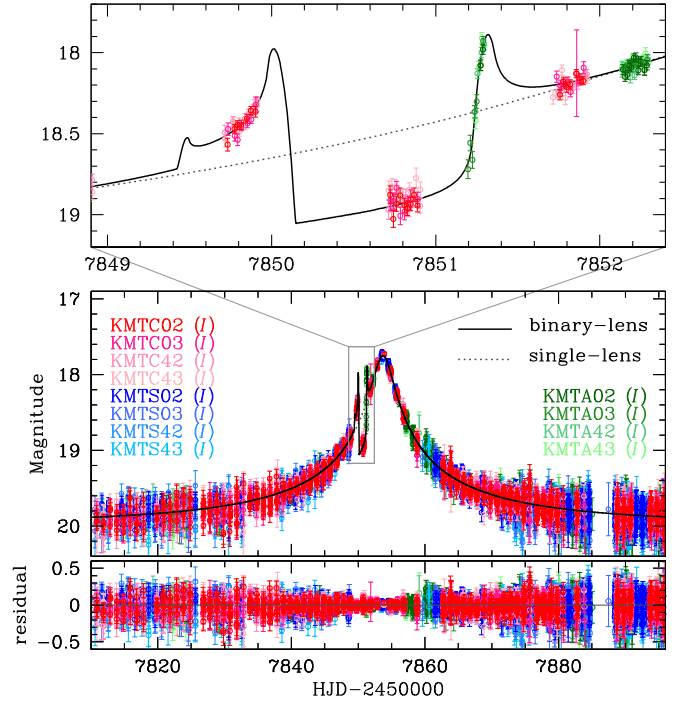 18
18.5
19
7849
7850
7851
7852
17
18
19
20
Magnitude
KMTC02 (I)
KMTC03 (I)
KMTC42 (I)
KMTC43 (I)
KMTS02 (I)
KMTS03 (I)
KMTS42 (I)
KMTS43 (I)
binary-lens
single-lens
KMTA02 (I)
KMTA03 (I)
KMTA42 (I)
KMTA43 (I)
0.5
0
-0.5
residual
7820
7840
7860
7880
HJD-2450000